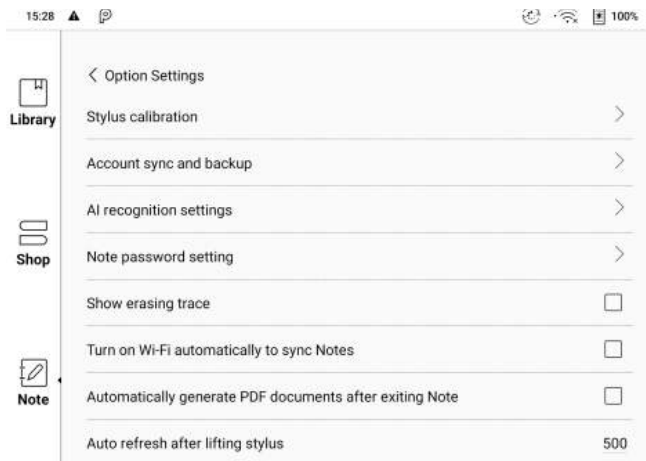 15:28
100%
Option Settings
Library
Stylus calibration
Account sync and backup
AI recognition settings
Shop
Note password setting
Show erasing trace
Turn on Wi-Fi automatically to sync Notes
Note
Automatically generate PDF documents after exiting Note
Auto refresh after lifting stylus
500